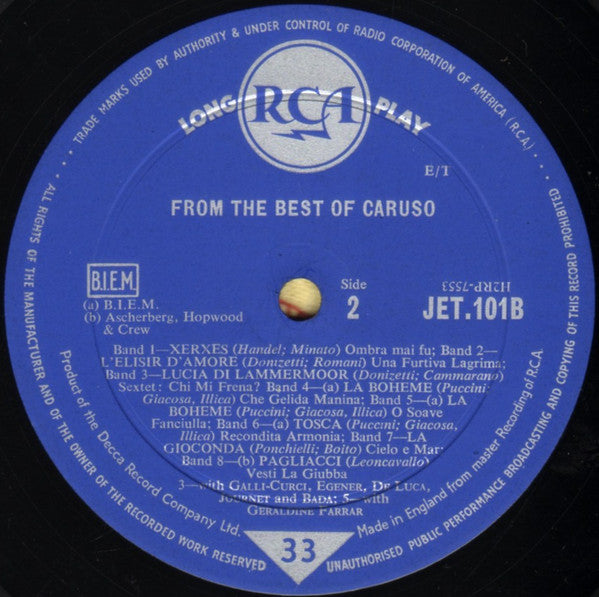 TRADE MARKS USED BY AUTHORITY & UNDER CONTROL OF RADIO CORPORATION OF AMERICA (R.C.A.)
ALL RIGHTS OF THE MANUFACTURER AND OF THE OWNER OF THE RECORDED WORK RESERVED
UNAUTHORISED PUBLIC PERFORMANCE BROADCASTING AND COPYING OF THIS RECORD PROHIBITED
RCA
LONG PLAY
E/T
FROM THE BEST OF CARUSO
B.I.E.M.
(a) B.I.E.M.
(b) Ascherberg, Hopwood
& Crew
Side
2
H2RP-7553
JET.101B
Band 1—XERXES (Handel; Minato) Ombra mai fu; Band 2—
L'ELISIR D'AMORE (Donizetti; Romani) Una Furtiva Lagrima;
Band 3—LUCIA DI LAMMERMOOR (Donizetti; Cammarano)
Sextet: Chi Mi Frena? Band 4—(a) LA BOHEME (Puccini;
Giacosa, Illica) Che Gelida Manina; Band 5—(a) LA
BOHEME (Puccini; Giacosa, Illica) O Soave
Fanciulla; Band 6—(a) TOSCA (Puccini; Giacosa,
Illica) Recondita Armonia; Band 7—LA
GIOCONDA (Ponchielli; Boito) Cielo e Mar;
Band 8—(b) PAGLIACCI (Leoncavallo)
Vesti La Giubba
3—with GALLI-CURCI, EGENER, DE LUCA,
JOURNET and BADA; 5—with
GERALDINE FARRAR
Product of the Decca Record Company Ltd.
Made in England from master Recording of R.C.A.
33